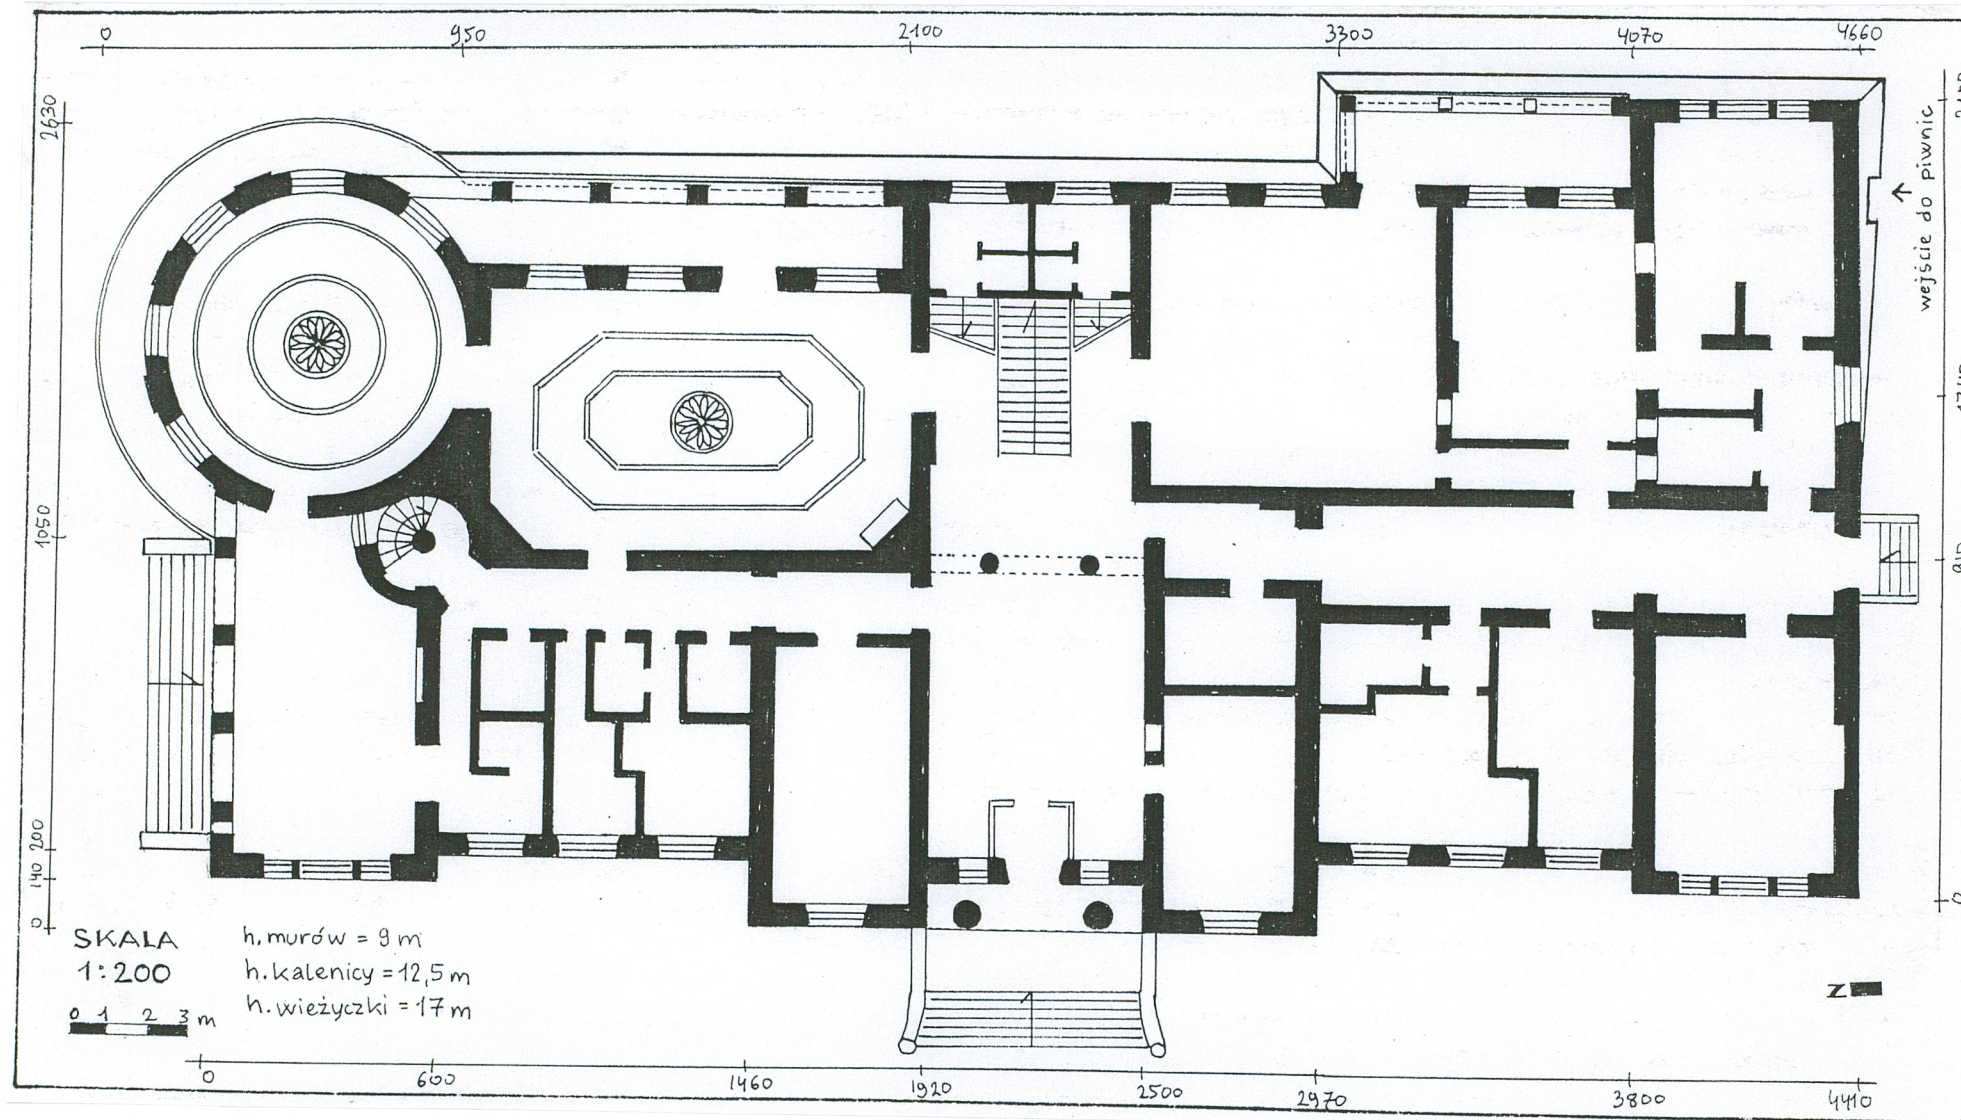 0 950 2100 3300 4070 4660
2630
1050
200
140
0
wejście do piwnic
SKALA
1:200
0 1 2 3 m
h. murów = 9 m
h. kalenicy = 12,5 m
h. wieżyczki = 17 m
Z
0 600 1460 1920 2500 2970 3800 4410